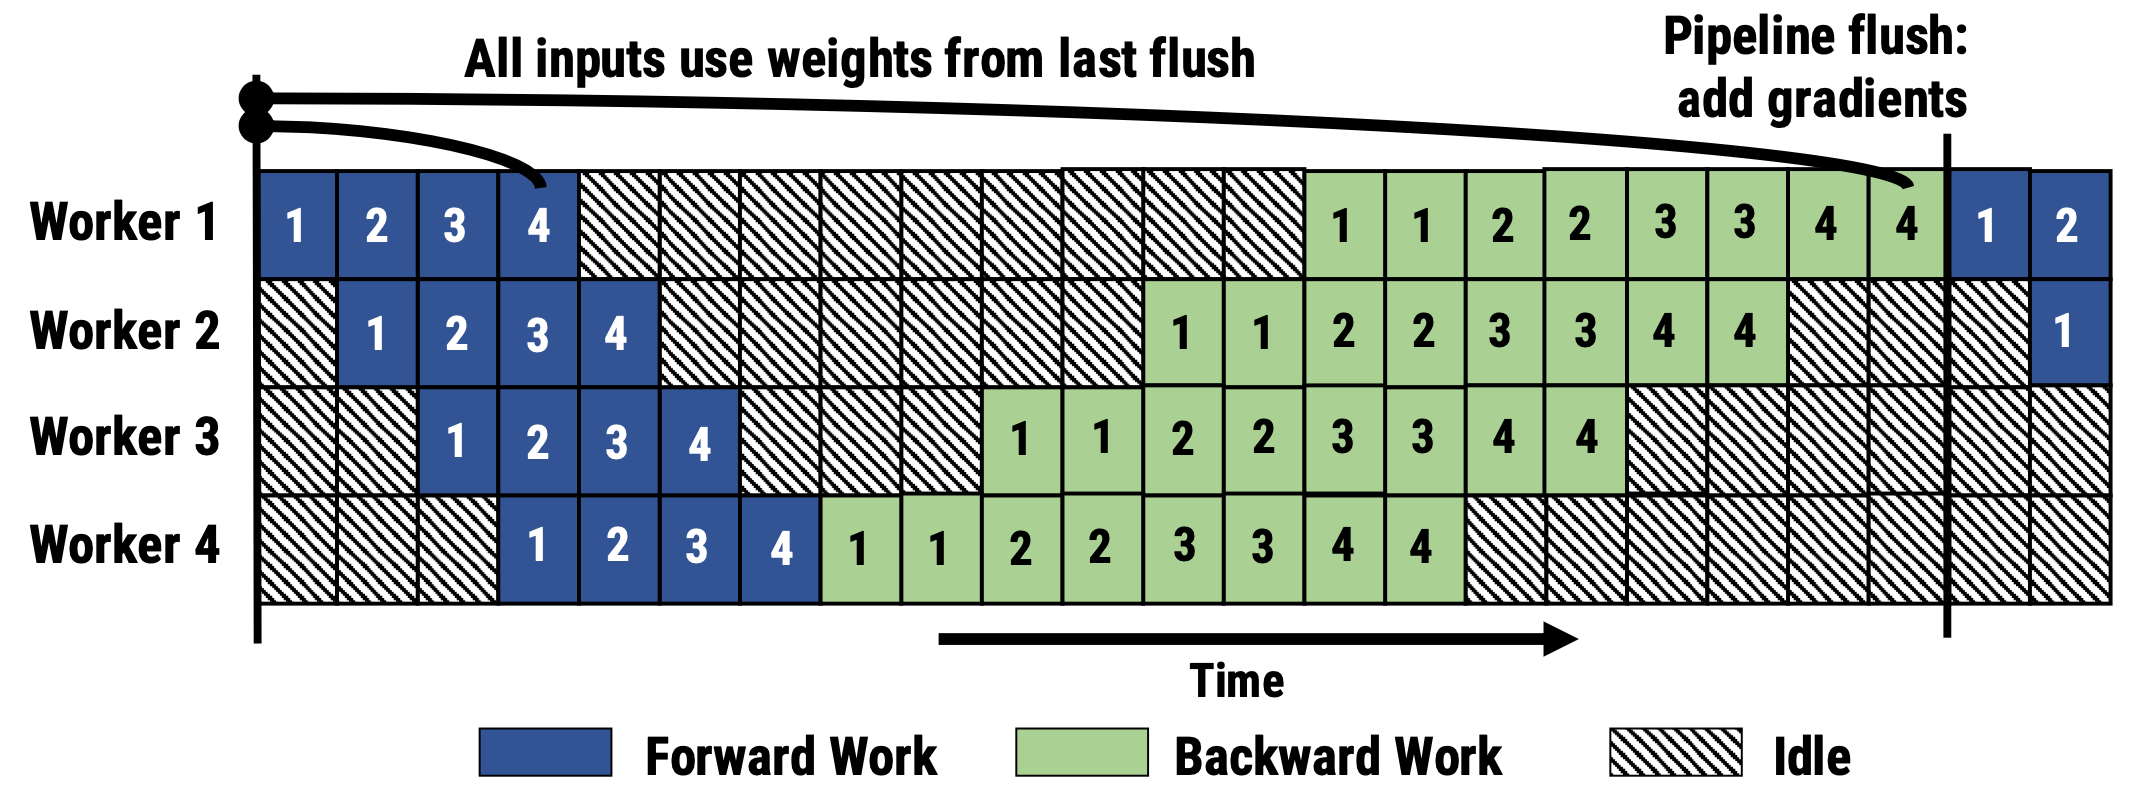 All inputs use weights from last flush
Pipeline flush:
add gradients
Worker 1 1 2 3 4 1 1 2 2 3 3 4 4 1 2
Worker 2 1 2 3 4 1 1 2 2 3 3 4 4 1
Worker 3 1 2 3 4 1 1 2 2 3 3 4 4
Worker 4 1 2 3 4 1 1 2 2 3 3 4 4
Time
Forward Work Backward Work Idle